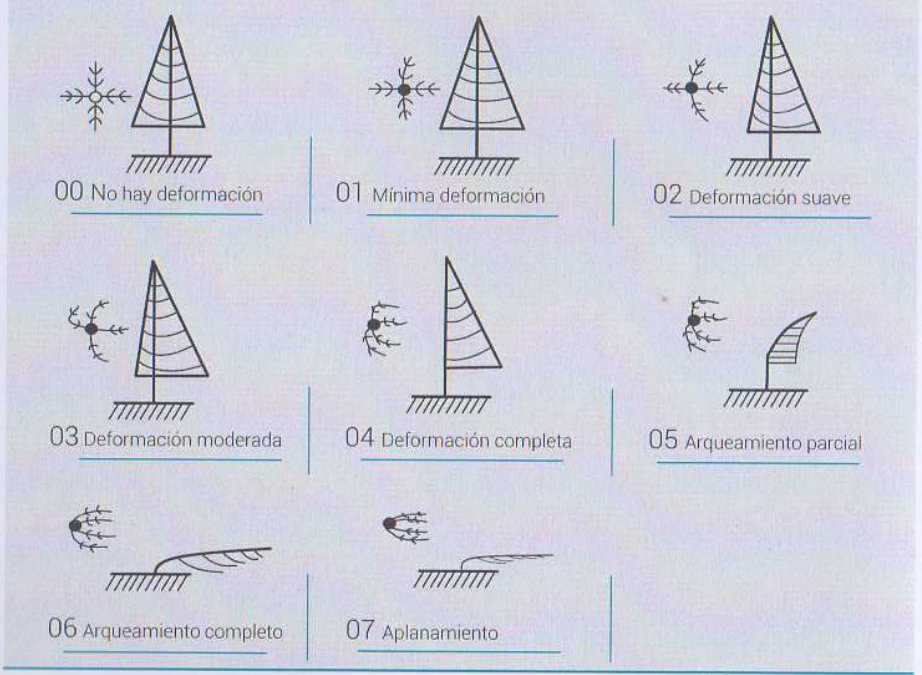 00 No hay deformación
01 Mínima deformación
02 Deformación suave
03 Deformación moderada
04 Deformación completa
05 Arqueamiento parcial
06 Arqueamiento completo
07 Aplanamiento